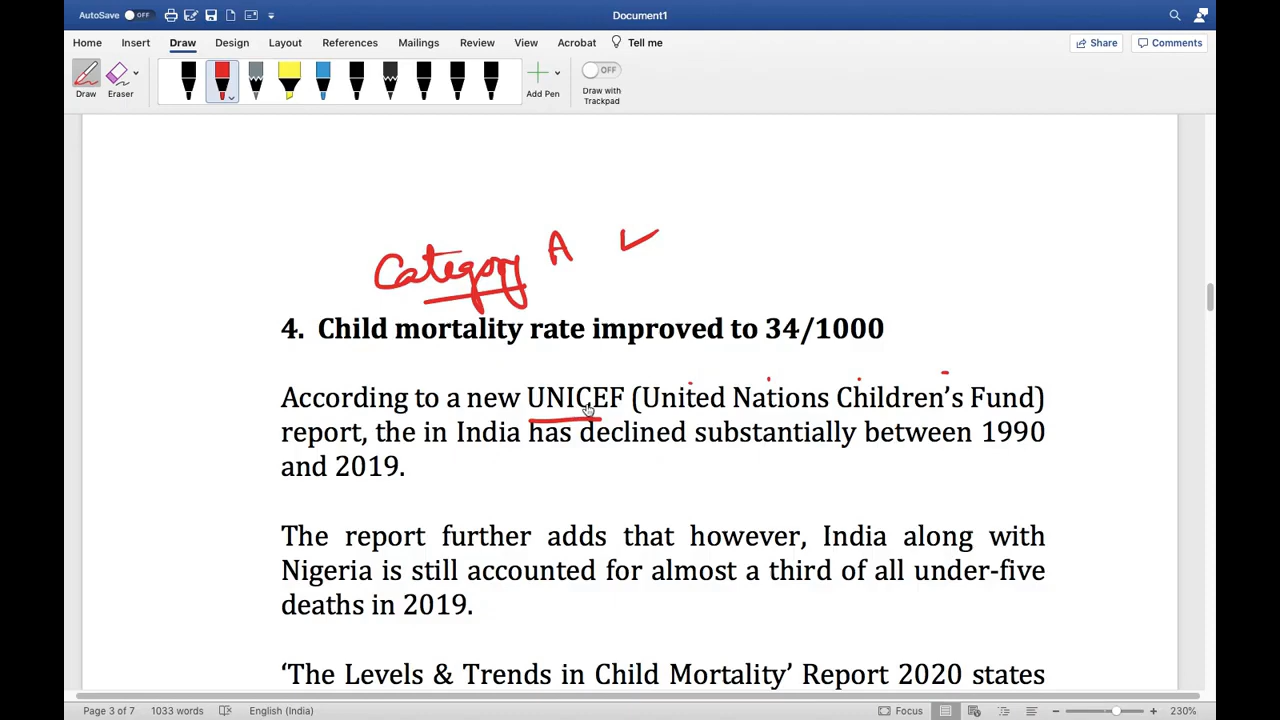 AutoSave OFF
Document1
Home Insert Draw Design Layout References Mailings Review View Acrobat Tell me
Share Comments
Draw Eraser Add Pen OFF Draw with Trackpad
Category A
4. Child mortality rate improved to 34/1000
According to a new UNICEF (United Nations Children's Fund)
report, the in India has declined substantially between 1990
and 2019.
The report further adds that however, India along with
Nigeria is still accounted for almost a third of all under-five
deaths in 2019.
'The Levels & Trends in Child Mortality' Report 2020 states
Page 3 of 7 1033 words English (India) Focus 230%